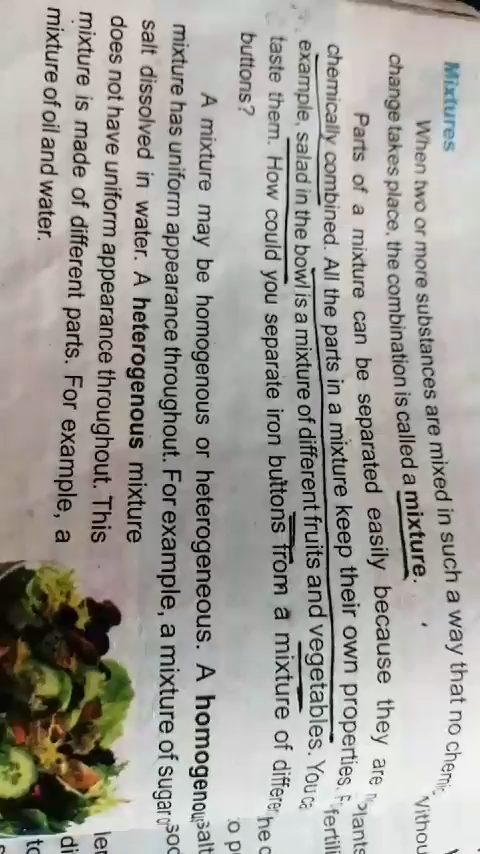 Mixtures
When two or more substances are mixed in such a way that no
change takes place, the combination is called a mixture.
Parts of a mixture can be separated easily because they are
chemically combined. All the parts in a mixture keep their own properties.
example, salad in the bowl is a mixture of different fruits and vegetables. You
taste them. How could you separate iron buttons from a mixture of
buttons?
A mixture may be homogenous or heterogeneous. A
mixture has uniform appearance throughout. For example, a mixture of sugar
salt dissolved in water. A heterogenous mixture
does not have uniform appearance throughout. This
mixture is made of different parts. For example, a
mixture of oil and water.